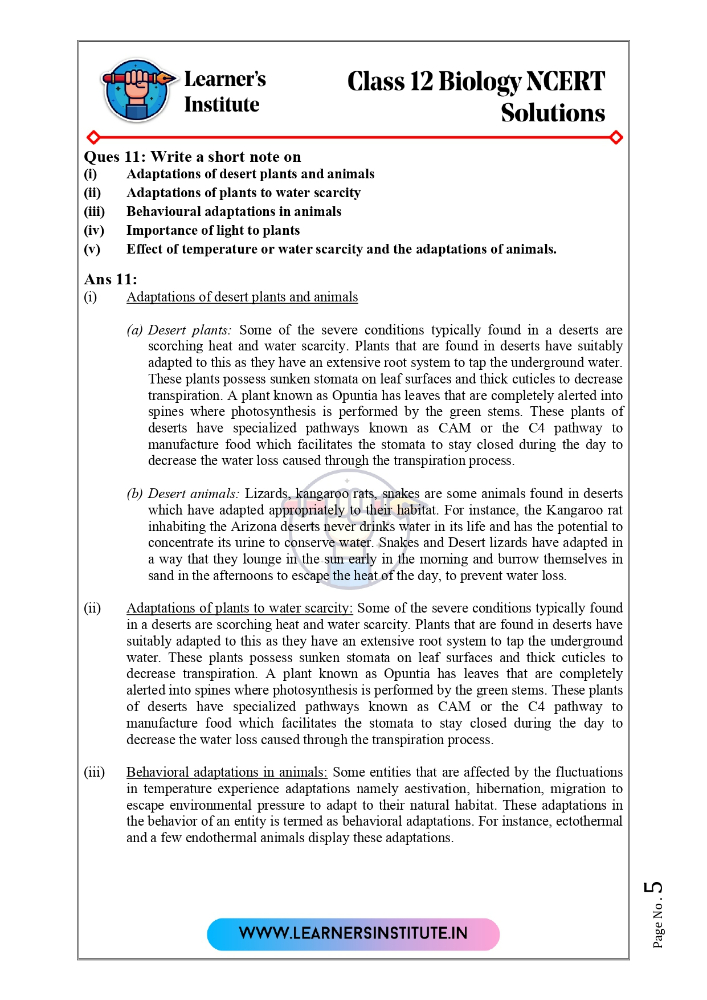 Learner's
Institute
Class 12 Biology NCERT
Solutions
Ques 11: Write a short note on
(i) Adaptations of desert plants and animals
(ii) Adaptations of plants to water scarcity
(iii) Behavioural adaptations in animals
(iv) Importance of light to plants
(v) Effect of temperature or water scarcity and the adaptations of animals.
Ans 11:
(i) Adaptations of desert plants and animals
(a) Desert plants: Some of the severe conditions typically found in a deserts are
scorching heat and water scarcity. Plants that are found in deserts have suitably
adapted to this as they have an extensive root system to tap the underground water.
These plants possess sunken stomata on leaf surfaces and thick cuticles to decrease
transpiration. A plant known as Opuntia has leaves that are completely alerted into
spines where photosynthesis is performed by the green stems. These plants of
deserts have specialized pathways known as CAM or the C4 pathway to
manufacture food which facilitates the stomata to stay closed during the day to
decrease the water loss caused through the transpiration process.
(b) Desert animals: Lizards, kangaroo rats, snakes are some animals found in deserts
which have adapted appropriately to their habitat. For instance, the Kangaroo rat
inhabiting the Arizona deserts never drinks water in its life and has the potential to
concentrate its urine to conserve water. Snakes and Desert lizards have adapted in
a way that they lounge in the sun early in the morning and burrow themselves in
sand in the afternoons to escape the heat of the day, to prevent water loss.
(ii) Adaptations of plants to water scarcity: Some of the severe conditions typically found
in a deserts are scorching heat and water scarcity. Plants that are found in deserts have
suitably adapted to this as they have an extensive root system to tap the underground
water. These plants possess sunken stomata on leaf surfaces and thick cuticles to
decrease transpiration. A plant known as Opuntia has leaves that are completely
alerted into spines where photosynthesis is performed by the green stems. These plants
of deserts have specialized pathways known as CAM or the C4 pathway to
manufacture food which facilitates the stomata to stay closed during the day to
decrease the water loss caused through the transpiration process.
(iii) Behavioral adaptations in animals: Some entities that are affected by the fluctuations
in temperature experience adaptations namely aestivation, hibernation, migration to
escape environmental pressure to adapt to their natural habitat. These adaptations in
the behavior of an entity is termed as behavioral adaptations. For instance, ectothermal
and a few endothermal animals display these adaptations.
Page No. 5
WWW.LEARNERSINSTITUTE.IN